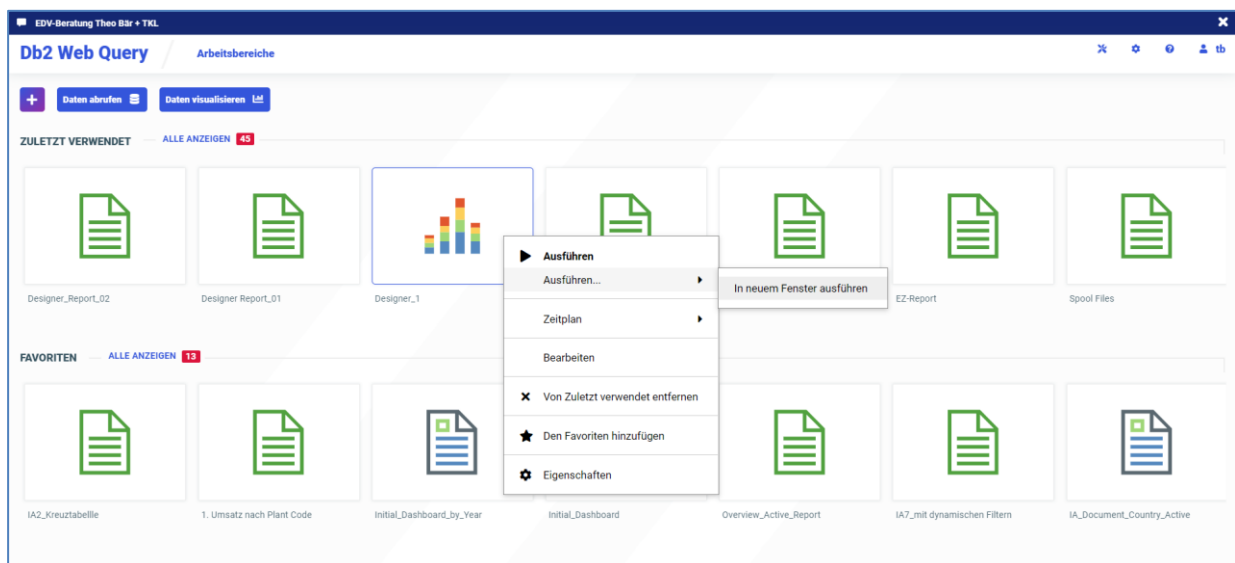 EDV-Beratung Theo Bär + TKL
Db2 Web Query
Arbeitsbereiche
tb
Daten abrufen
Daten visualisieren
ZULETZT VERWENDET
ALLE ANZEIGEN 45
Designer_Report_02
Designer Report_01
Designer_1
EZ-Report
Spool Files
Ausführen
Ausführen...
In neuem Fenster ausführen
Zeitplan
Bearbeiten
Von Zuletzt verwendet entfernen
Den Favoriten hinzufügen
Eigenschaften
FAVORITEN
ALLE ANZEIGEN 13
IA2_Kreuztabellle
1. Umsatz nach Plant Code
Initial_Dashboard_by_Year
Initial_Dashboard
Overview_Active_Report
IA7_mit dynamischen Filtern
IA_Document_Country_Active